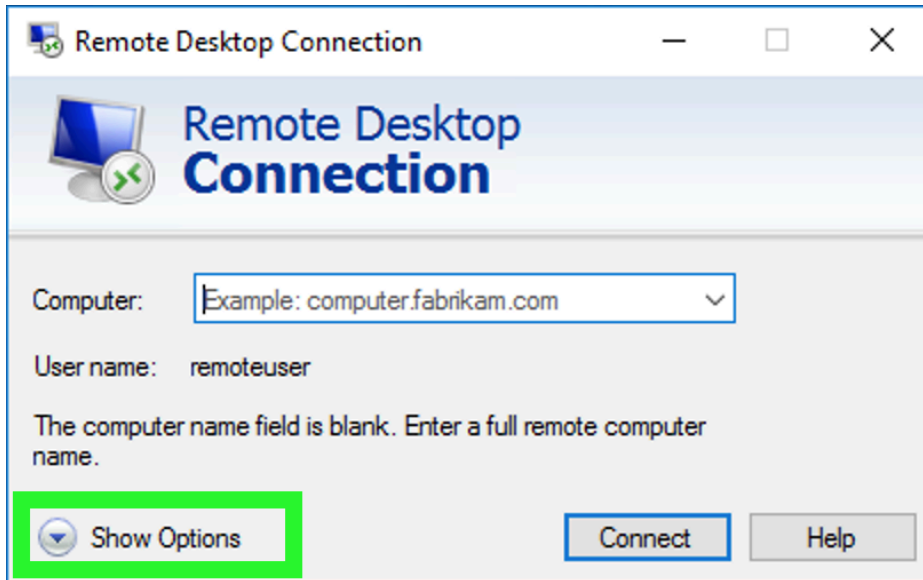 Remote Desktop Connection
Remote Desktop
Connection
Computer: Example: computer.fabrikam.com
User name: remoteuser
The computer name field is blank. Enter a full remote computer
name.
Show Options Connect Help